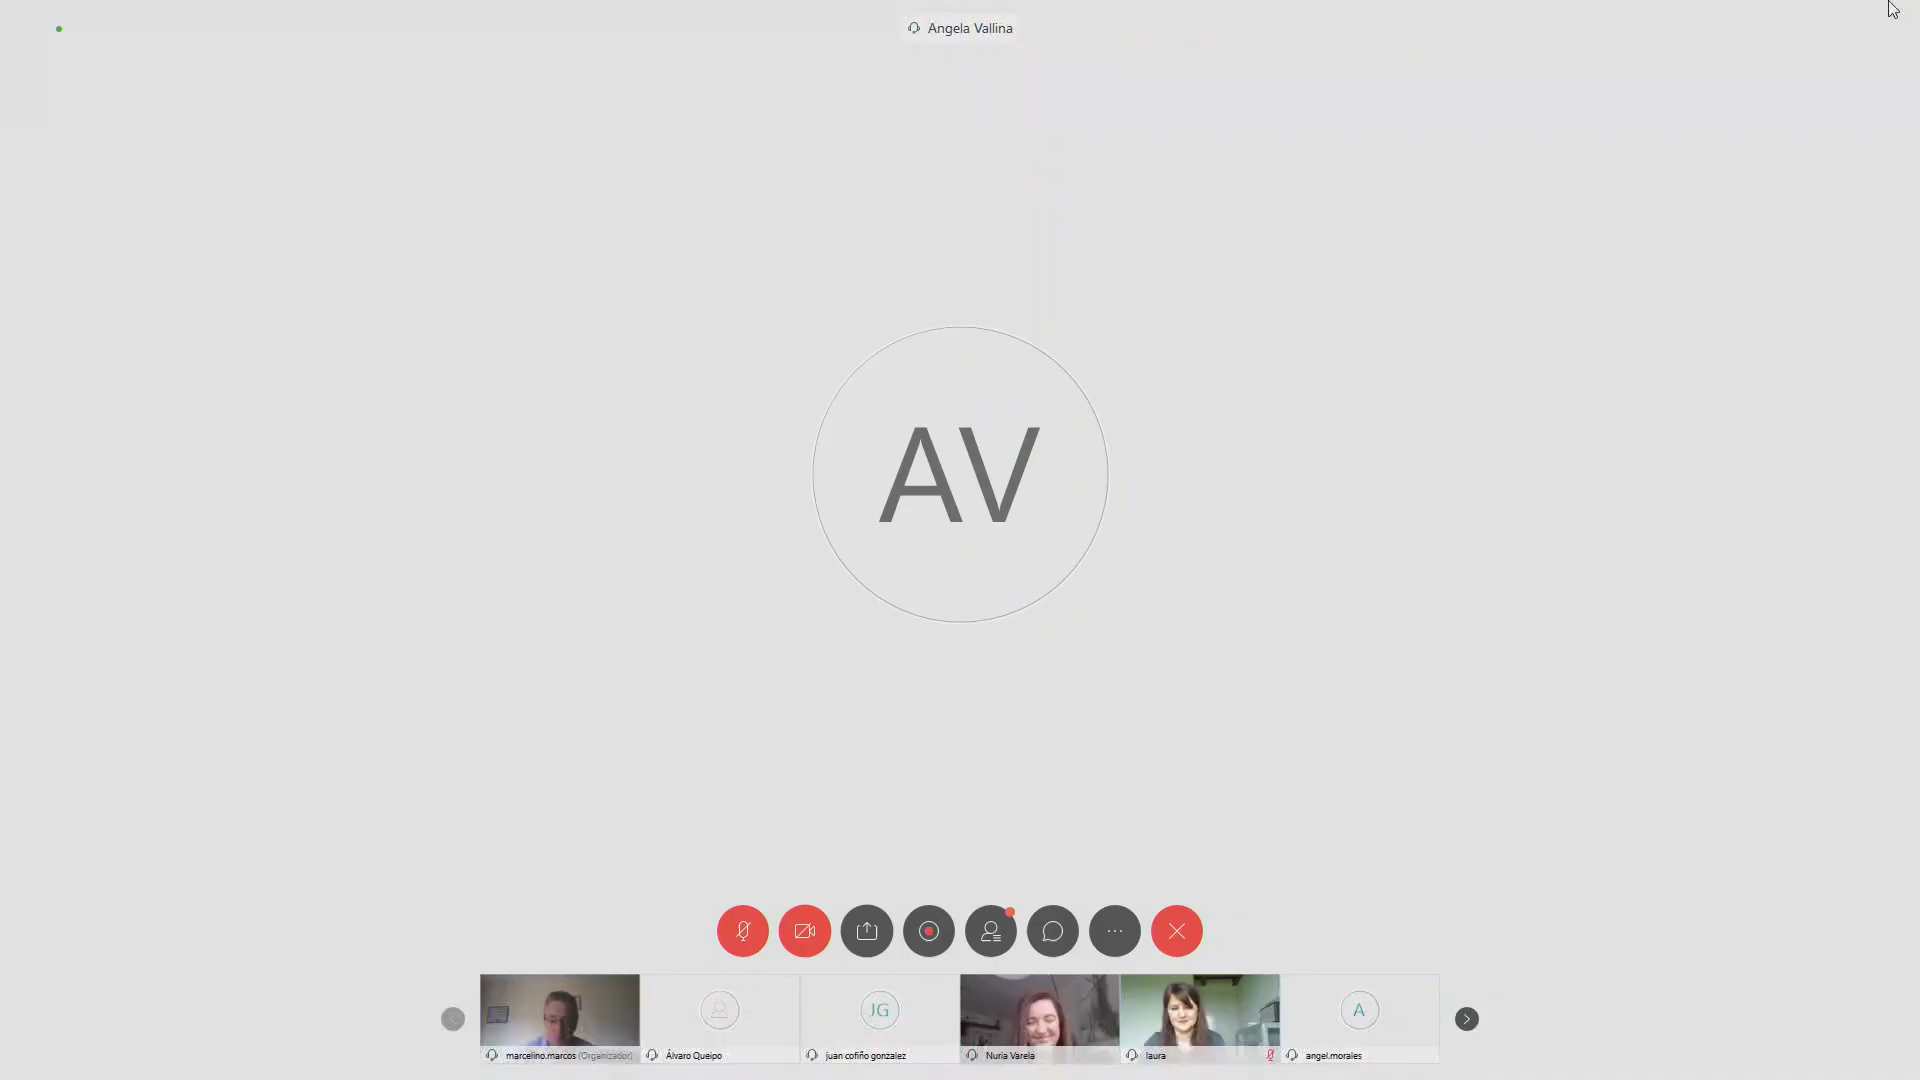 Angela Vallina
AV
JG
A
marcelino.marcos (Organizador)
Álvaro Queipo
juan cofiño gonzalez
Nuria Varela
laura
angel.morales